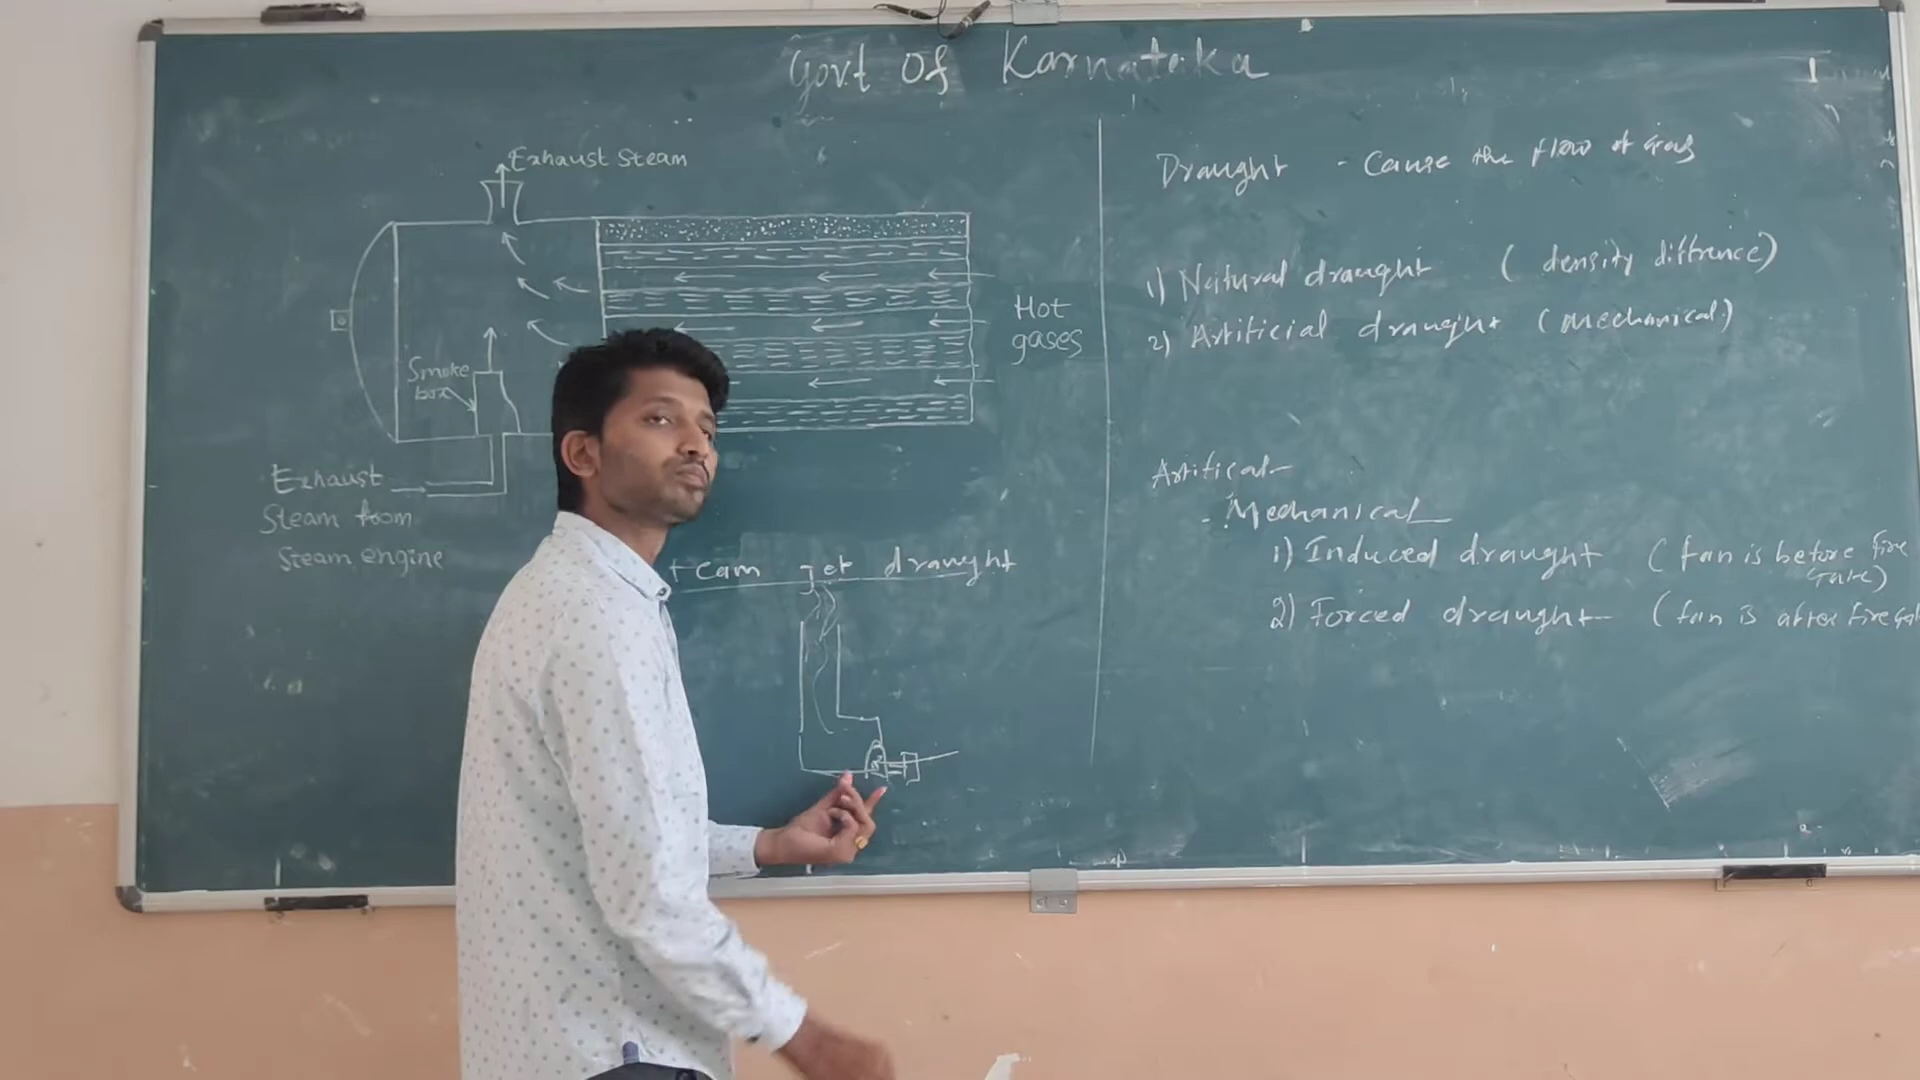 Govt Of Karnataka
Exhaust Steam
Hot
gases
Smoke
box
Exhaust
Steam from
Steam engine
team jet draught
Draught - Cause the flow of
1) Natural draught ( density diffrence)
2) Artificial draught (Mechanical)
Artifical
- Mechanical
1) Induced draught (fan is before fire
2) Forced draught (fan is after fire